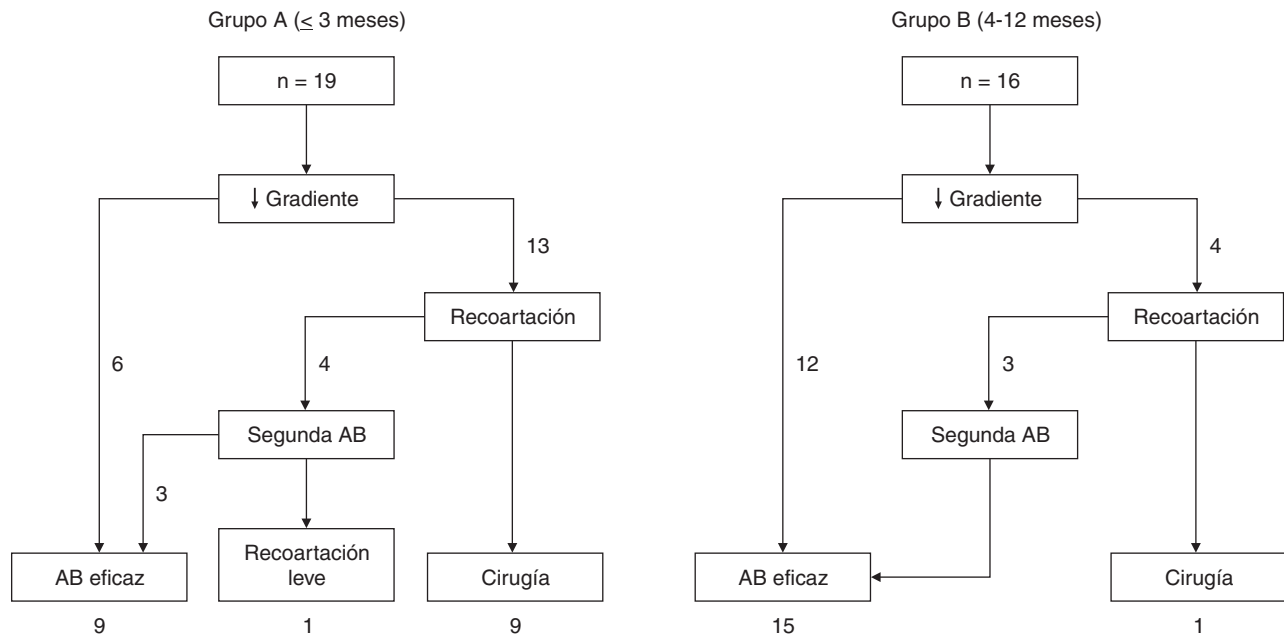 Grupo A (≤ 3 meses)
n = 19
↓ Gradiente
13
Recoartación
6
4
Segunda AB
3
AB eficaz
Recoartación
leve
Cirugía
9
1
9
Grupo B (4-12 meses)
n = 16
↓ Gradiente
4
Recoartación
12
3
Segunda AB
AB eficaz
Cirugía
15
1